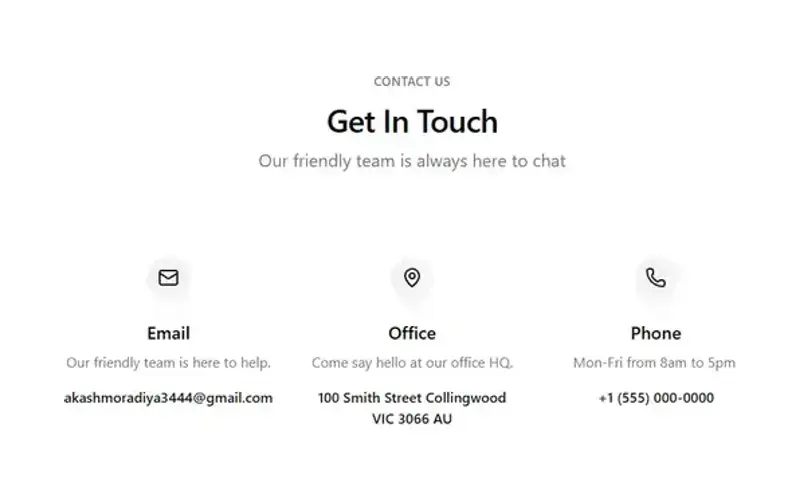 CONTACT US
Get In Touch
Our friendly team is always here to chat
Email
Our friendly team is here to help.
akashmoradiya3444@gmail.com
Office
Come say hello at our office HQ.
100 Smith Street Collingwood
VIC 3066 AU
Phone
Mon-Fri from 8am to 5pm
+1 (555) 000-0000